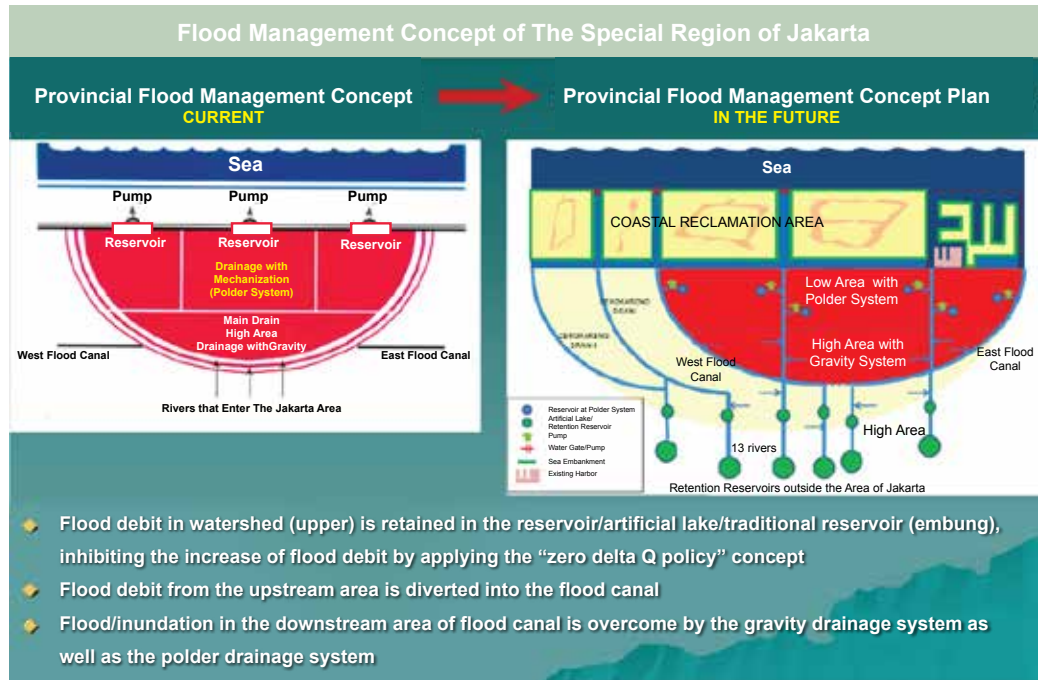 Flood Management Concept of The Special Region of Jakarta
Provincial Flood Management Concept
CURRENT
Provincial Flood Management Concept Plan
IN THE FUTURE
Sea
Pump
Pump
Pump
Reservoir
Reservoir
Reservoir
Drainage with
Mechanization
(Polder System)
Main Drain
High Area
Drainage withGravity
West Flood Canal
East Flood Canal
Rivers that Enter The Jakarta Area
Sea
COASTAL RECLAMATION AREA
Low Area with
Polder System
High Area with
Gravity System
West Flood
Canal
East Flood
Canal
Reservoir at Polder System
Artificial Lake/
Retention Reservoir
Pump
Water Gate/Pump
Sea Embankment
Existing Harbor
13 rivers
High Area
Retention Reservoirs outside the Area of Jakarta
Flood debit in watershed (upper) is retained in the reservoir/artificial lake/traditional reservoir (embung),
inhibiting the increase of flood debit by applying the “zero delta Q policy” concept
Flood debit from the upstream area is diverted into the flood canal
Flood/inundation in the downstream area of flood canal is overcome by the gravity drainage system as
well as the polder drainage system